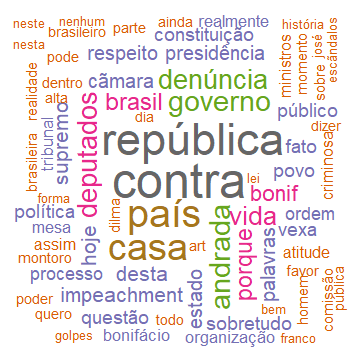 neste nenhum parte ainda realmente história
nesta brasileiro constituição ministros momento sobre josé escândalos
pode respeito presidência
realidade dentro cãmara denúncia
alta deputados brasil governo público
brasileira tribunal supremo dia república fato dizer criminosa
forma contra lei povo
política dilma país vida bonif ordem
mesa hoje andrada porque palavras vexa
assim casa art atitude
montoro
processo desta estado favor
poder impeachment bem homem comissão pública
quero questão todo sobretudo
golpes bonifácio organização franco